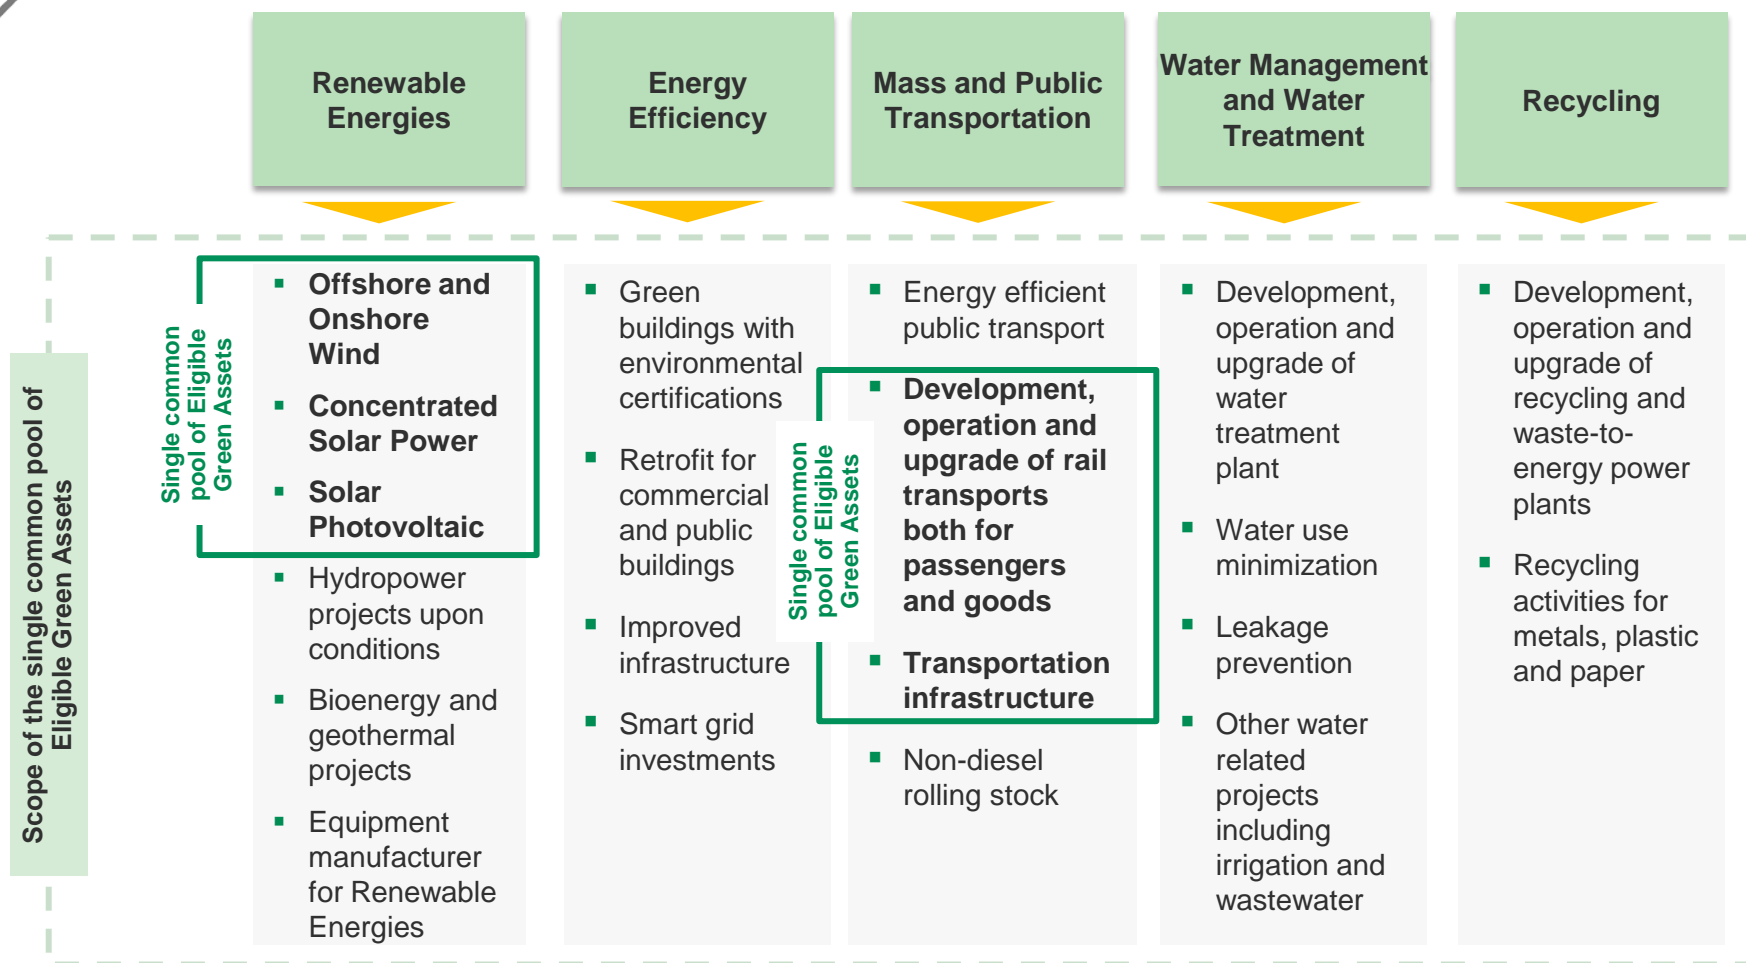 Renewable
Energies
Energy
Efficiency
Mass and Public
Transportation
Water Management
and Water
Treatment
Recycling
Scope of the single common pool of
Eligible Green Assets
Single common
pool of Eligible
Green Assets
Offshore and
Onshore
Wind
Concentrated
Solar Power
Solar
Photovoltaic
Hydropower
projects upon
conditions
Bioenergy and
geothermal
projects
Equipment
manufacturer
for Renewable
Energies
Green
buildings with
environmental
certifications
Retrofit for
commercial
and public
buildings
Improved
infrastructure
Smart grid
investments
Single common
pool of Eligible
Green Assets
Energy efficient
public transport
Development,
operation and
upgrade of rail
transports
both for
passengers
and goods
Transportation
infrastructure
Non-diesel
rolling stock
Development,
operation and
upgrade of
water
treatment
plant
Water use
minimization
Leakage
prevention
Other water
related
projects
including
irrigation and
wastewater
Development,
operation and
upgrade of
recycling and
waste-to-
energy power
plants
Recycling
activities for
metals, plastic
and paper